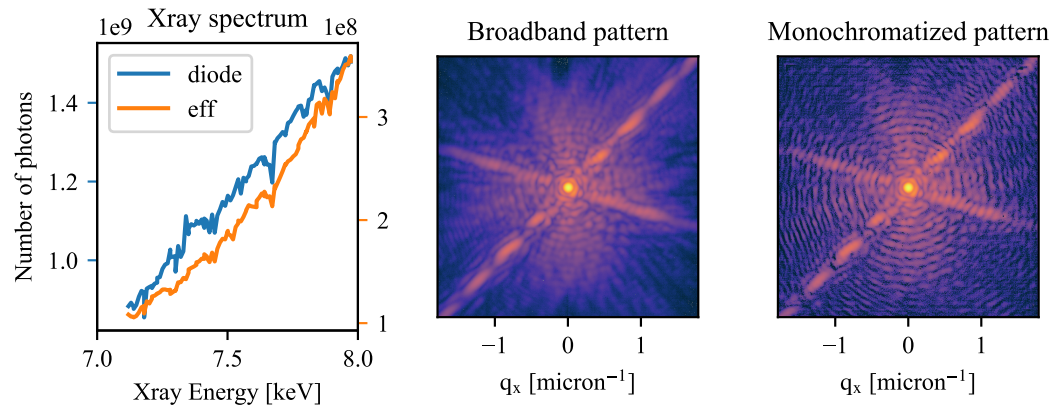 Xray spectrum
1e9
1e8
diode
eff
Number of photons
1.4
1.2
1.0
3
2
1
7.0 7.5 8.0
Xray Energy [keV]
Broadband pattern
−1 0 1
qₓ [micron⁻¹]
Monochromatized pattern
−1 0 1
qₓ [micron⁻¹]